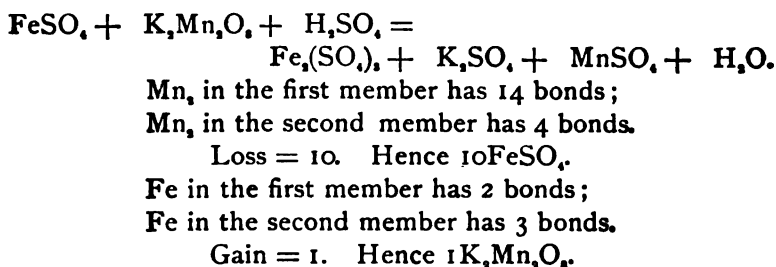 FeSO₄ + K₂Mn₂O₈ + H₂SO₄ =
Fe₂(SO₄)₃ + K₂SO₄ + MnSO₄ + H₂O.
Mn₂ in the first member has 14 bonds;
Mn₂ in the second member has 4 bonds.
Loss = 10. Hence 10FeSO₄.
Fe in the first member has 2 bonds;
Fe in the second member has 3 bonds.
Gain = 1. Hence 1K₂Mn₂O₈.